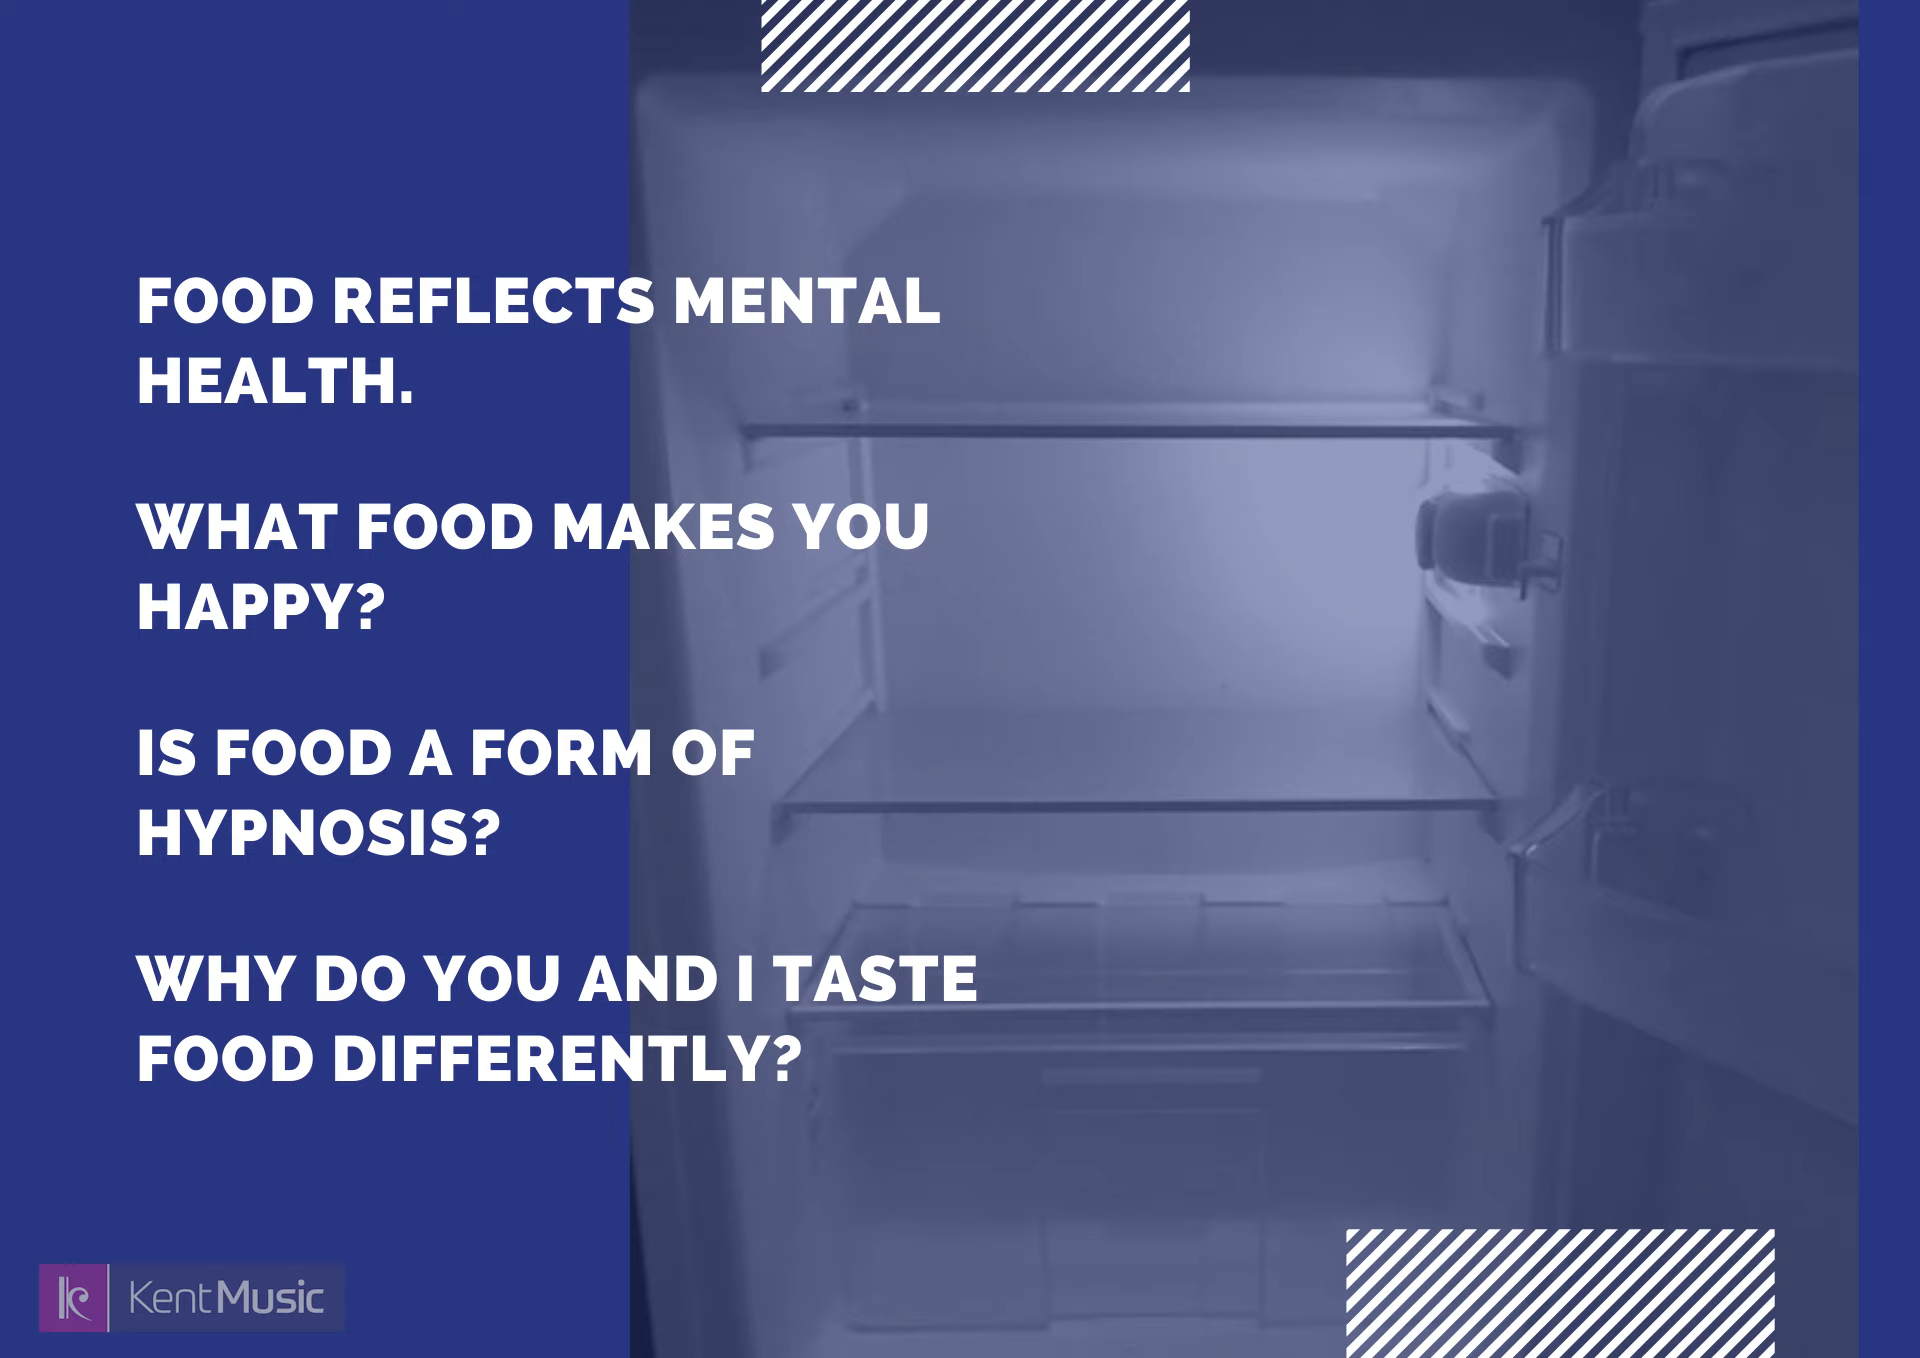 FOOD REFLECTS MENTAL
HEALTH.
WHAT FOOD MAKES YOU
HAPPY?
IS FOOD A FORM OF
HYPNOSIS?
WHY DO YOU AND I TASTE
FOOD DIFFERENTLY?
KentMusic